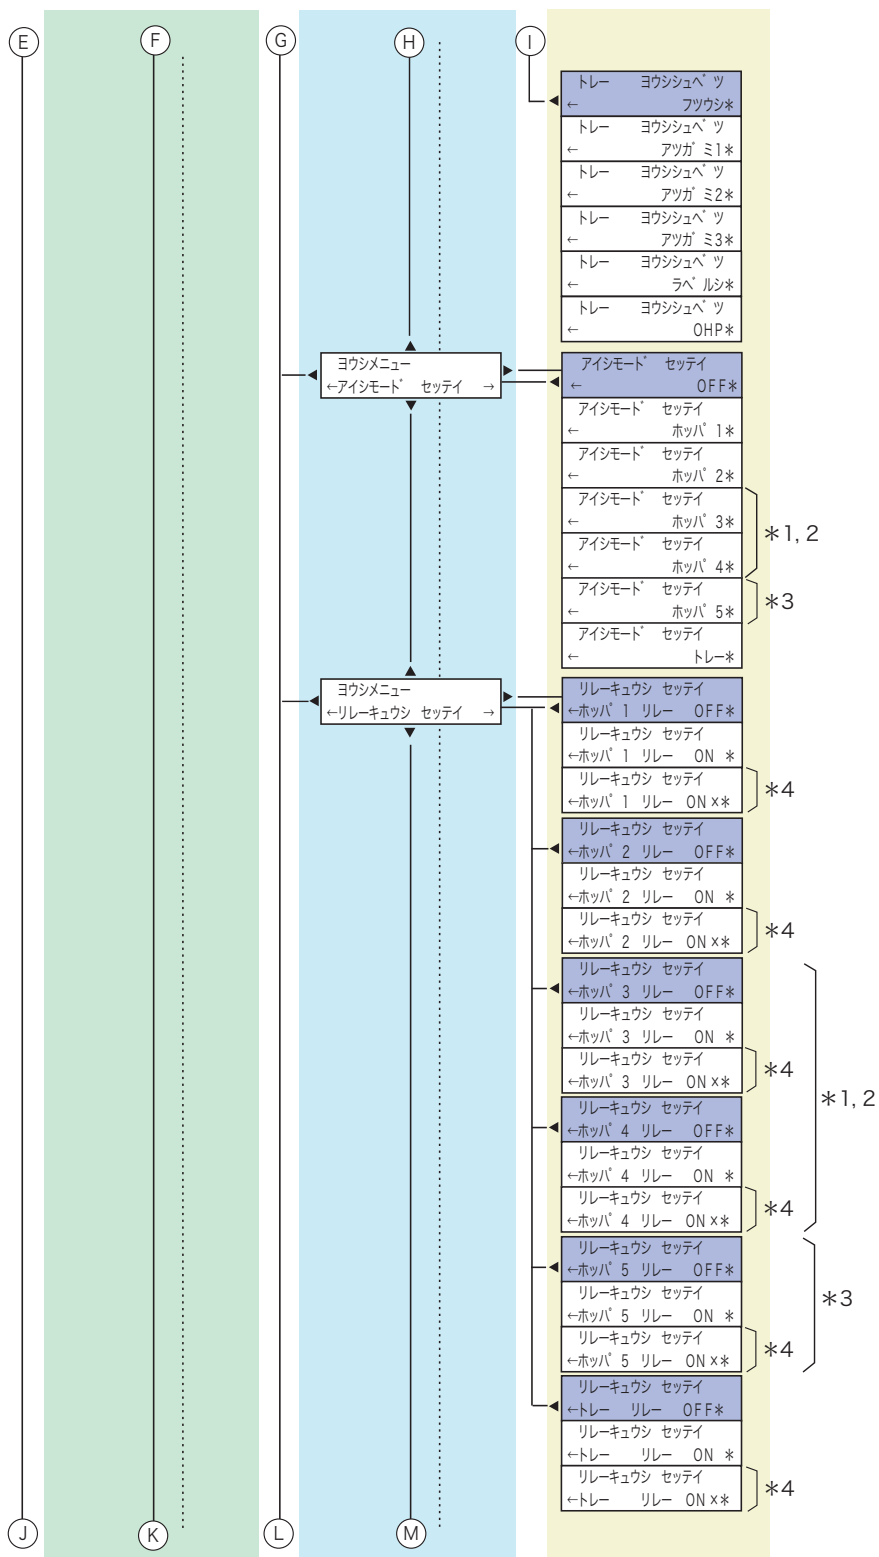 E F G H I
トレー ヨウシシュベツ
← フツウシ*
トレー ヨウシシュベツ
← アツガミ1*
トレー ヨウシシュベツ
← アツガミ2*
トレー ヨウシシュベツ
← アツガミ3*
トレー ヨウシシュベツ
← ラベルシ*
トレー ヨウシシュベツ
← OHP*
ヨウシメニュー
←アイシモード セッテイ →
アイシモード セッテイ
← OFF*
アイシモード セッテイ
← ホッパ 1*
アイシモード セッテイ
← ホッパ 2*
アイシモード セッテイ
← ホッパ 3*
アイシモード セッテイ
← ホッパ 4*
*1, 2
アイシモード セッテイ
← ホッパ 5*
*3
アイシモード セッテイ
← トレー*
ヨウシメニュー
←リレーキュウシ セッテイ →
リレーキュウシ セッテイ
←ホッパ 1 リレー OFF*
リレーキュウシ セッテイ
←ホッパ 1 リレー ON *
リレーキュウシ セッテイ
←ホッパ 1 リレー ON×*
*4
リレーキュウシ セッテイ
←ホッパ 2 リレー OFF*
リレーキュウシ セッテイ
←ホッパ 2 リレー ON *
リレーキュウシ セッテイ
←ホッパ 2 リレー ON×*
*4
リレーキュウシ セッテイ
←ホッパ 3 リレー OFF*
リレーキュウシ セッテイ
←ホッパ 3 リレー ON *
リレーキュウシ セッテイ
←ホッパ 3 リレー ON×*
*4
*1, 2
リレーキュウシ セッテイ
←ホッパ 4 リレー OFF*
リレーキュウシ セッテイ
←ホッパ 4 リレー ON *
リレーキュウシ セッテイ
←ホッパ 4 リレー ON×*
*4
リレーキュウシ セッテイ
←ホッパ 5 リレー OFF*
リレーキュウシ セッテイ
←ホッパ 5 リレー ON *
*3
リレーキュウシ セッテイ
←ホッパ 5 リレー ON×*
*4
リレーキュウシ セッテイ
←トレー リレー OFF*
リレーキュウシ セッテイ
←トレー リレー ON *
リレーキュウシ セッテイ
←トレー リレー ON×*
*4
J K L M